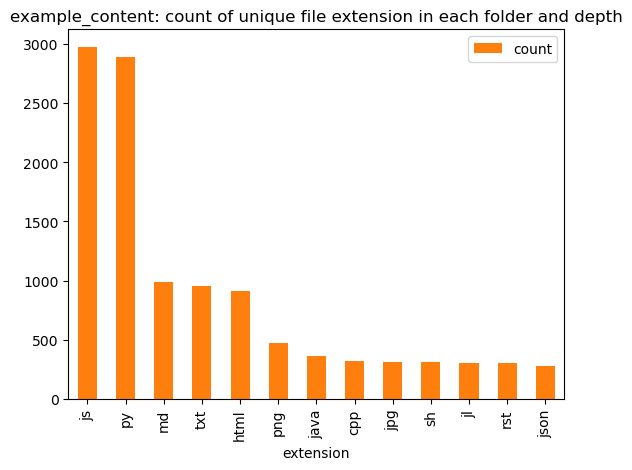 example_content: count of unique file extension in each folder and depth
count
3000
2500
2000
1500
1000
500
0
js
py
md
txt
html
png
java
cpp
jpg
sh
jl
rst
json
extension